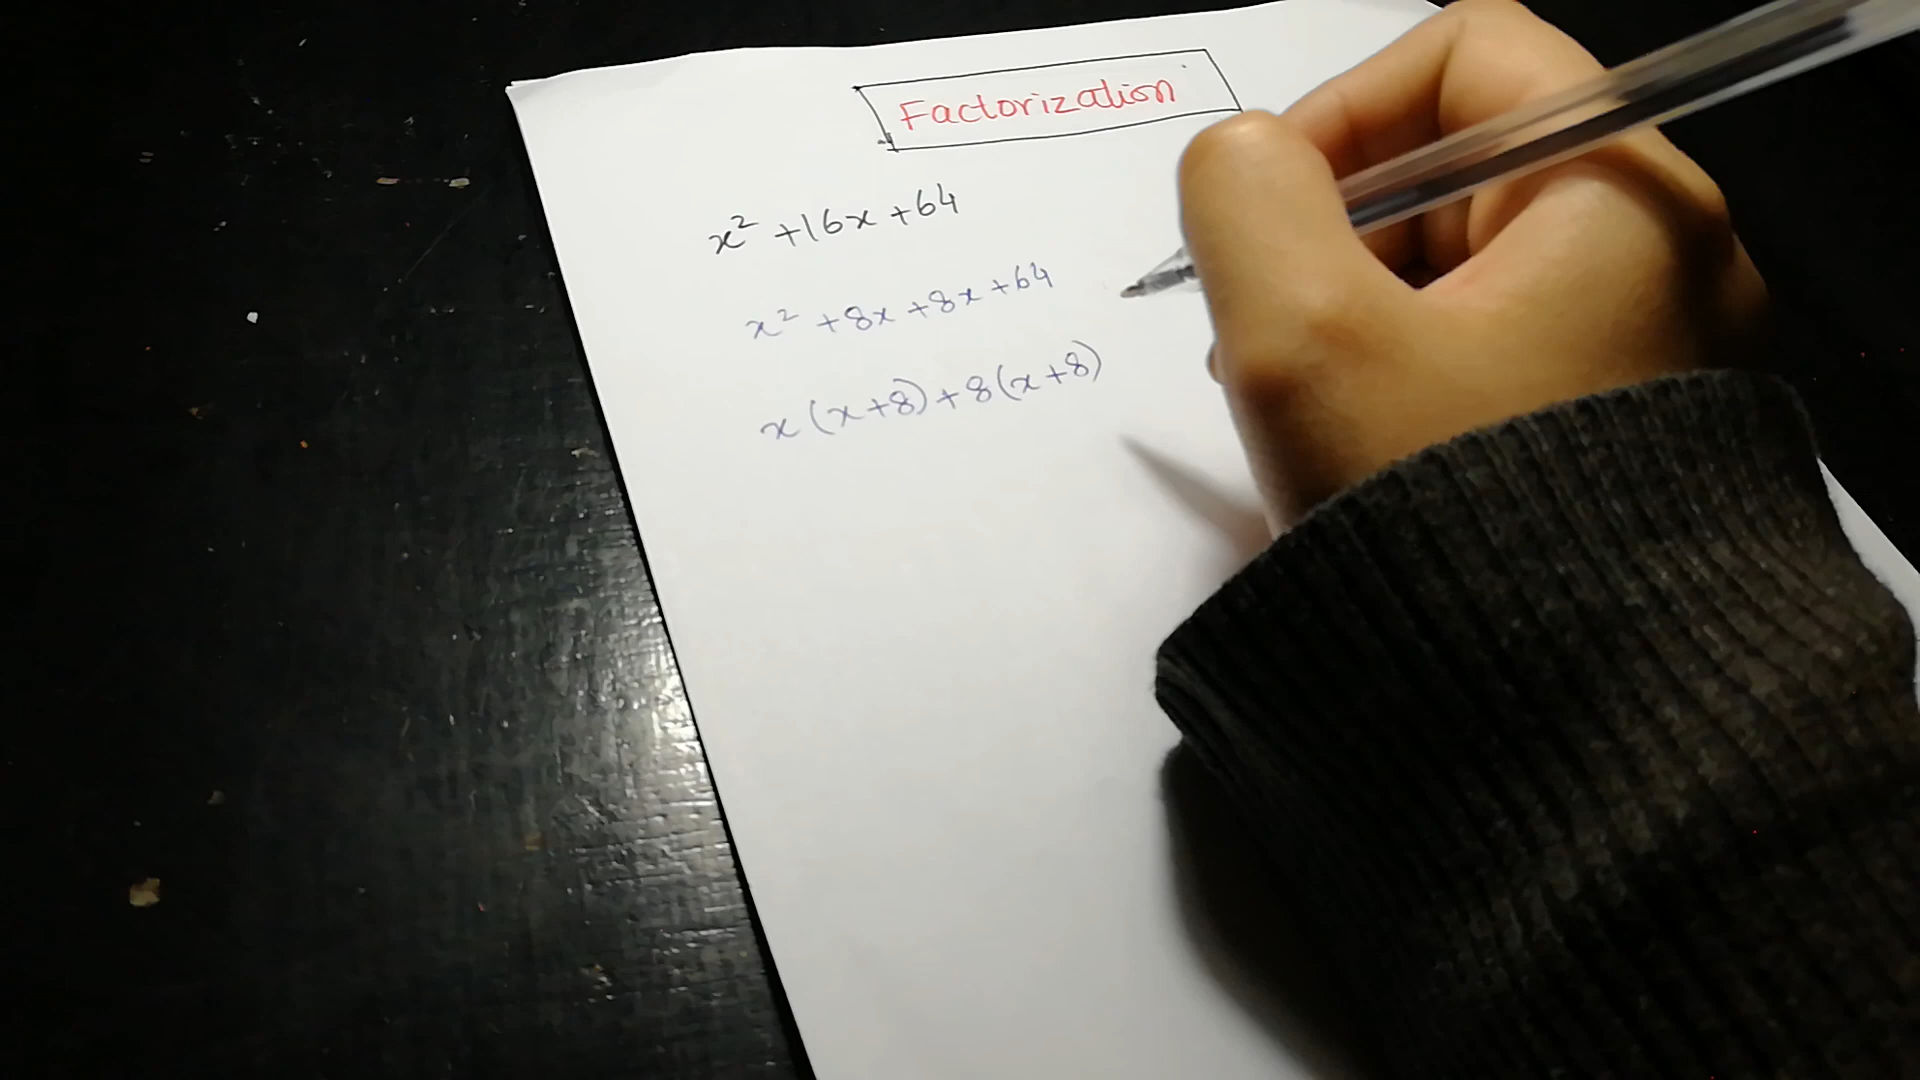 Factorization
x² +16x +64
x² +8x +8x +64
x(x+8)+8(x+8)